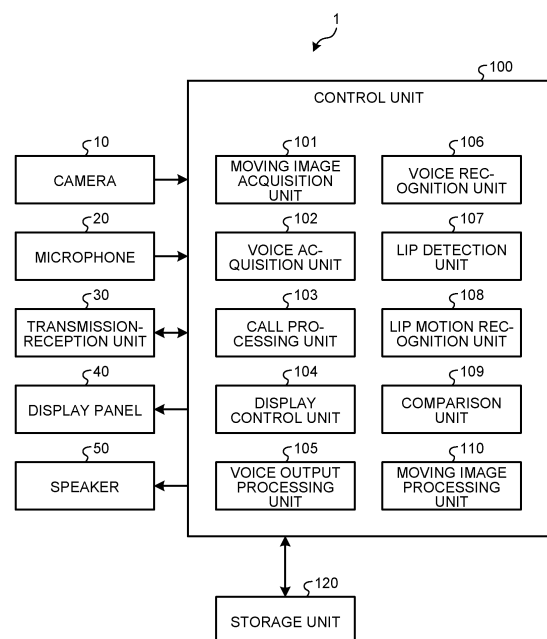 1
100
CONTROL UNIT
10
CAMERA
20
MICROPHONE
30
TRANSMISSION-
RECEPTION UNIT
40
DISPLAY PANEL
50
SPEAKER
101
MOVING IMAGE
ACQUISITION
UNIT
102
VOICE AC-
QUISITION UNIT
103
CALL PRO-
CESSING UNIT
104
DISPLAY
CONTROL UNIT
105
VOICE OUTPUT
PROCESSING
UNIT
106
VOICE REC-
OGNITION UNIT
107
LIP DETECTION
UNIT
108
LIP MOTION REC-
OGNITION UNIT
109
COMPARISON
UNIT
110
MOVING IMAGE
PROCESSING
UNIT
120
STORAGE UNIT